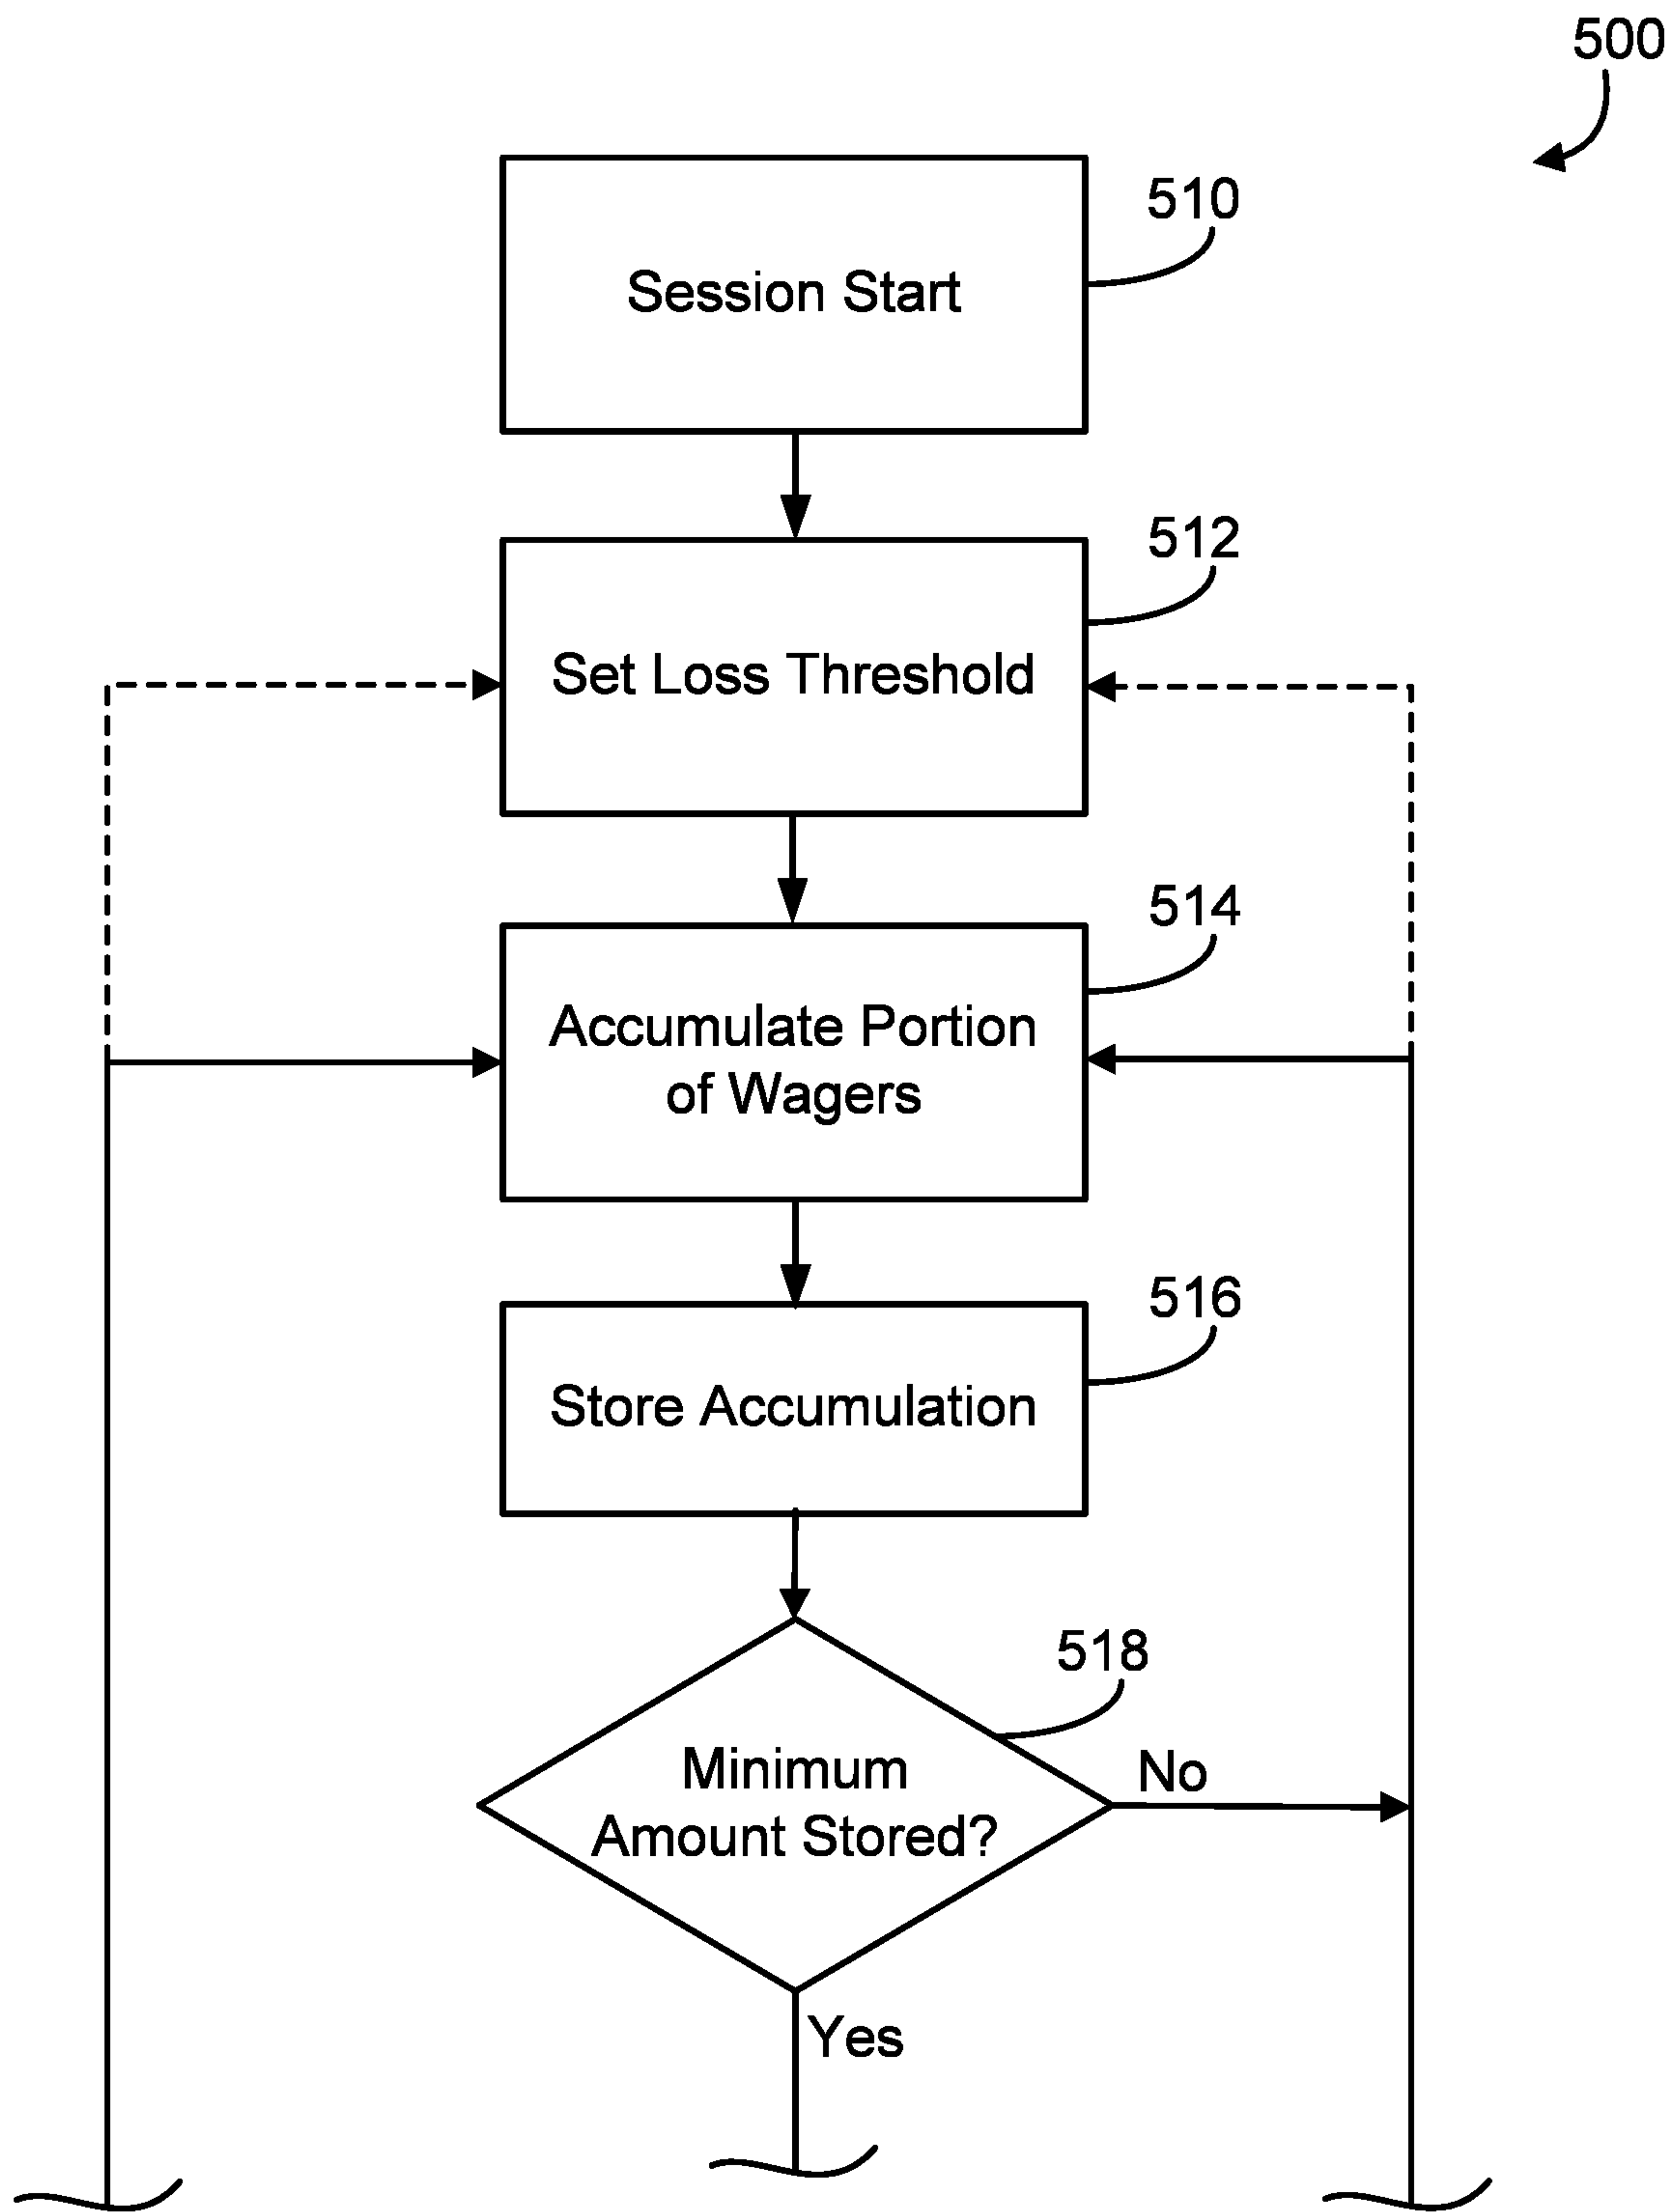 500
510
Session Start
512
Set Loss Threshold
514
Accumulate Portion
of Wagers
516
Store Accumulation
518
Minimum
Amount Stored?
No
Yes